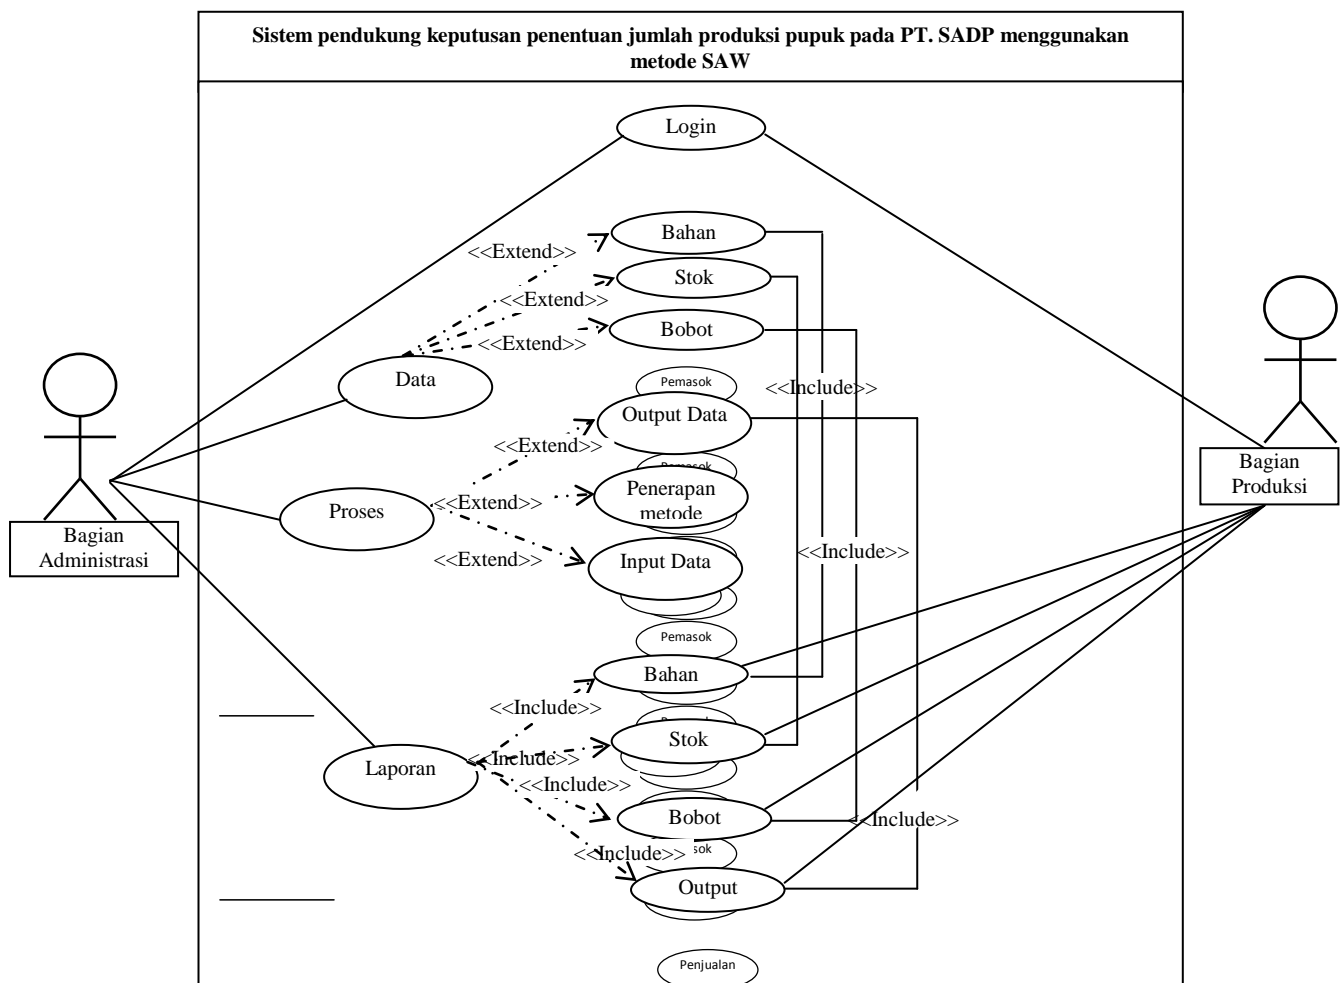 Sistem pendukung keputusan penentuan jumlah produksi pupuk pada PT. SADP menggunakan
metode SAW
Login
Bahan
<<Extend>>
Stok
<<Extend>>
Bobot
<<Extend>>
Data
Pemasok
<<Include>>
Output Data
<<Extend>>
Pemasok
Penerapan
metode
<<Extend>>
Proses
Bagian
Produksi
Bagian
Administrasi
<<Include>>
Input Data
<<Extend>>
Pemasok
Bahan
<<Include>>
Stok
<<Include>>
Laporan
<<Include>>
Bobot
<<Include>>
<<Include>>
sok
Output
Penjualan